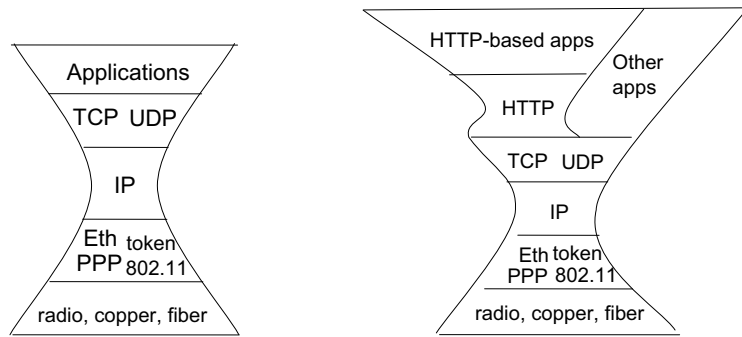 Applications
TCP UDP
IP
Eth token
PPP 802.11
radio, copper, fiber
HTTP-based apps
Other
apps
HTTP
TCP UDP
IP
Eth token
PPP 802.11
radio, copper, fiber